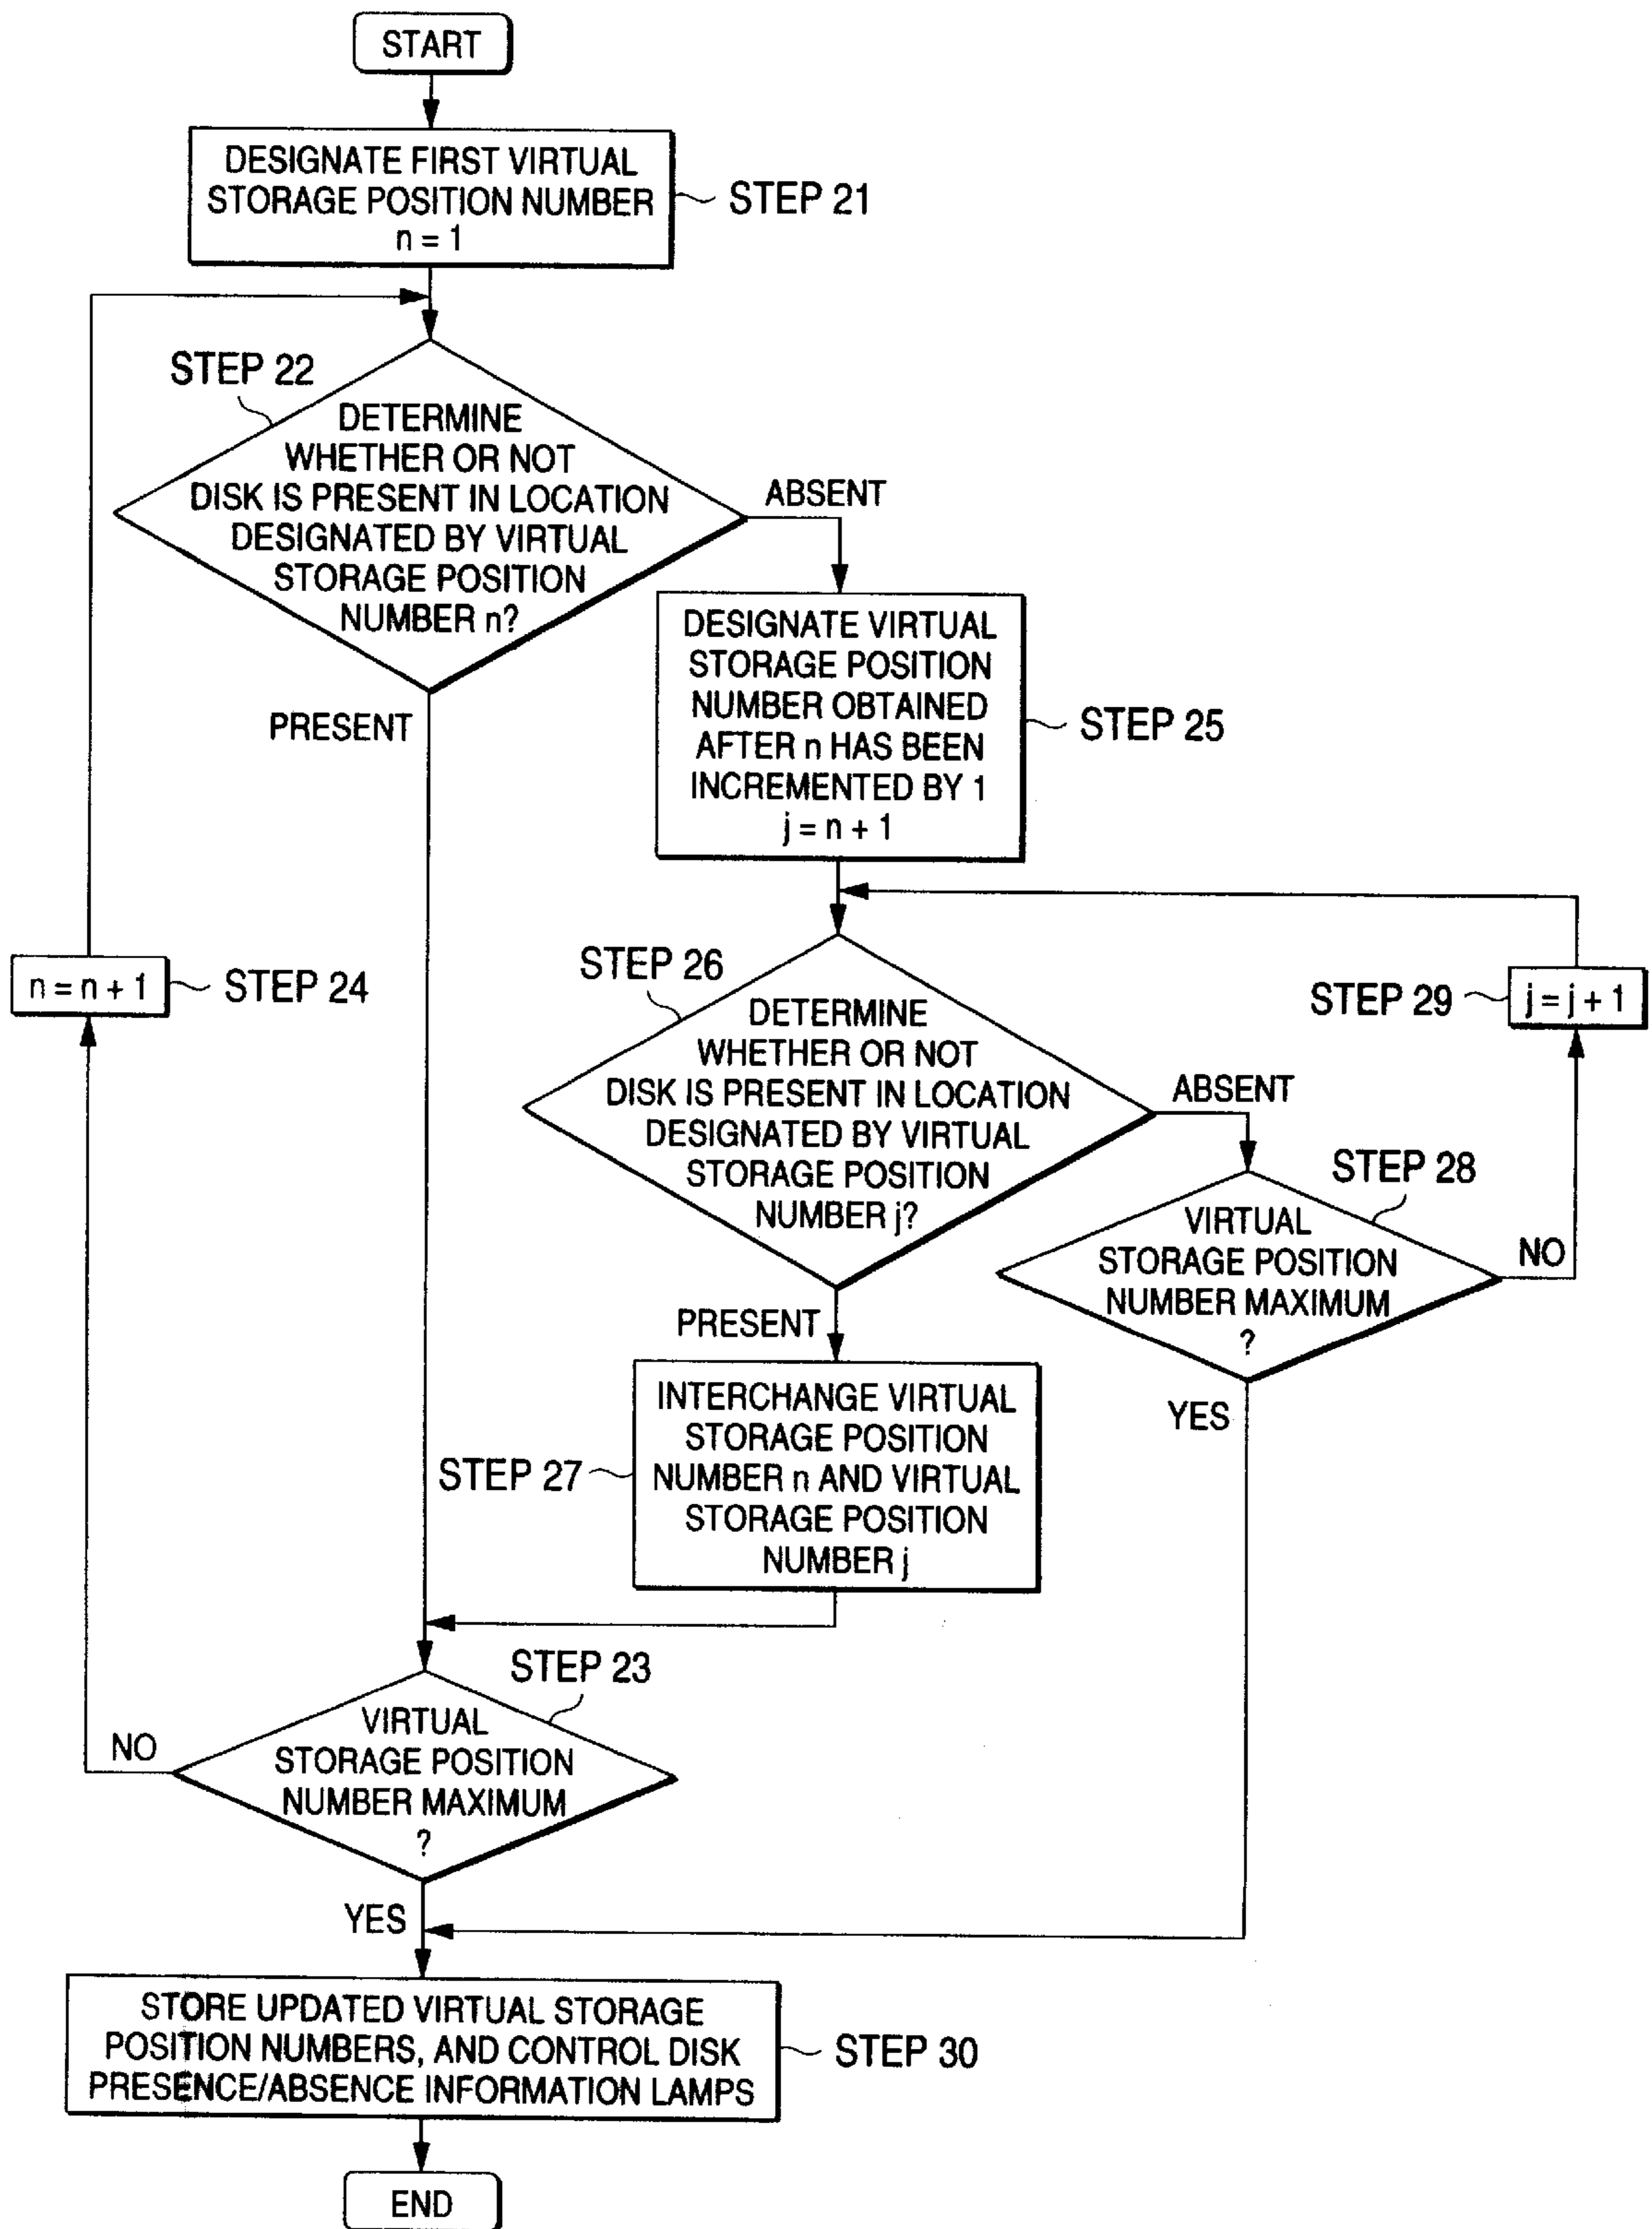 START
DESIGNATE FIRST VIRTUAL
STORAGE POSITION NUMBER
n = 1
STEP 21
STEP 22
DETERMINE
WHETHER OR NOT
DISK IS PRESENT IN LOCATION
DESIGNATED BY VIRTUAL
STORAGE POSITION
NUMBER n?
ABSENT
PRESENT
DESIGNATE VIRTUAL
STORAGE POSITION
NUMBER OBTAINED
AFTER n HAS BEEN
INCREMENTED BY 1
j = n + 1
STEP 25
n = n + 1
STEP 24
STEP 26
DETERMINE
WHETHER OR NOT
DISK IS PRESENT IN LOCATION
DESIGNATED BY VIRTUAL
STORAGE POSITION
NUMBER j?
STEP 29
j = j + 1
ABSENT
STEP 28
VIRTUAL
STORAGE POSITION
NUMBER MAXIMUM
?
NO
YES
PRESENT
INTERCHANGE VIRTUAL
STORAGE POSITION
NUMBER n AND VIRTUAL
STORAGE POSITION
NUMBER j
STEP 27
STEP 23
VIRTUAL
STORAGE POSITION
NUMBER MAXIMUM
?
NO
YES
STORE UPDATED VIRTUAL STORAGE
POSITION NUMBERS, AND CONTROL DISK
PRESENCE/ABSENCE INFORMATION LAMPS
STEP 30
END